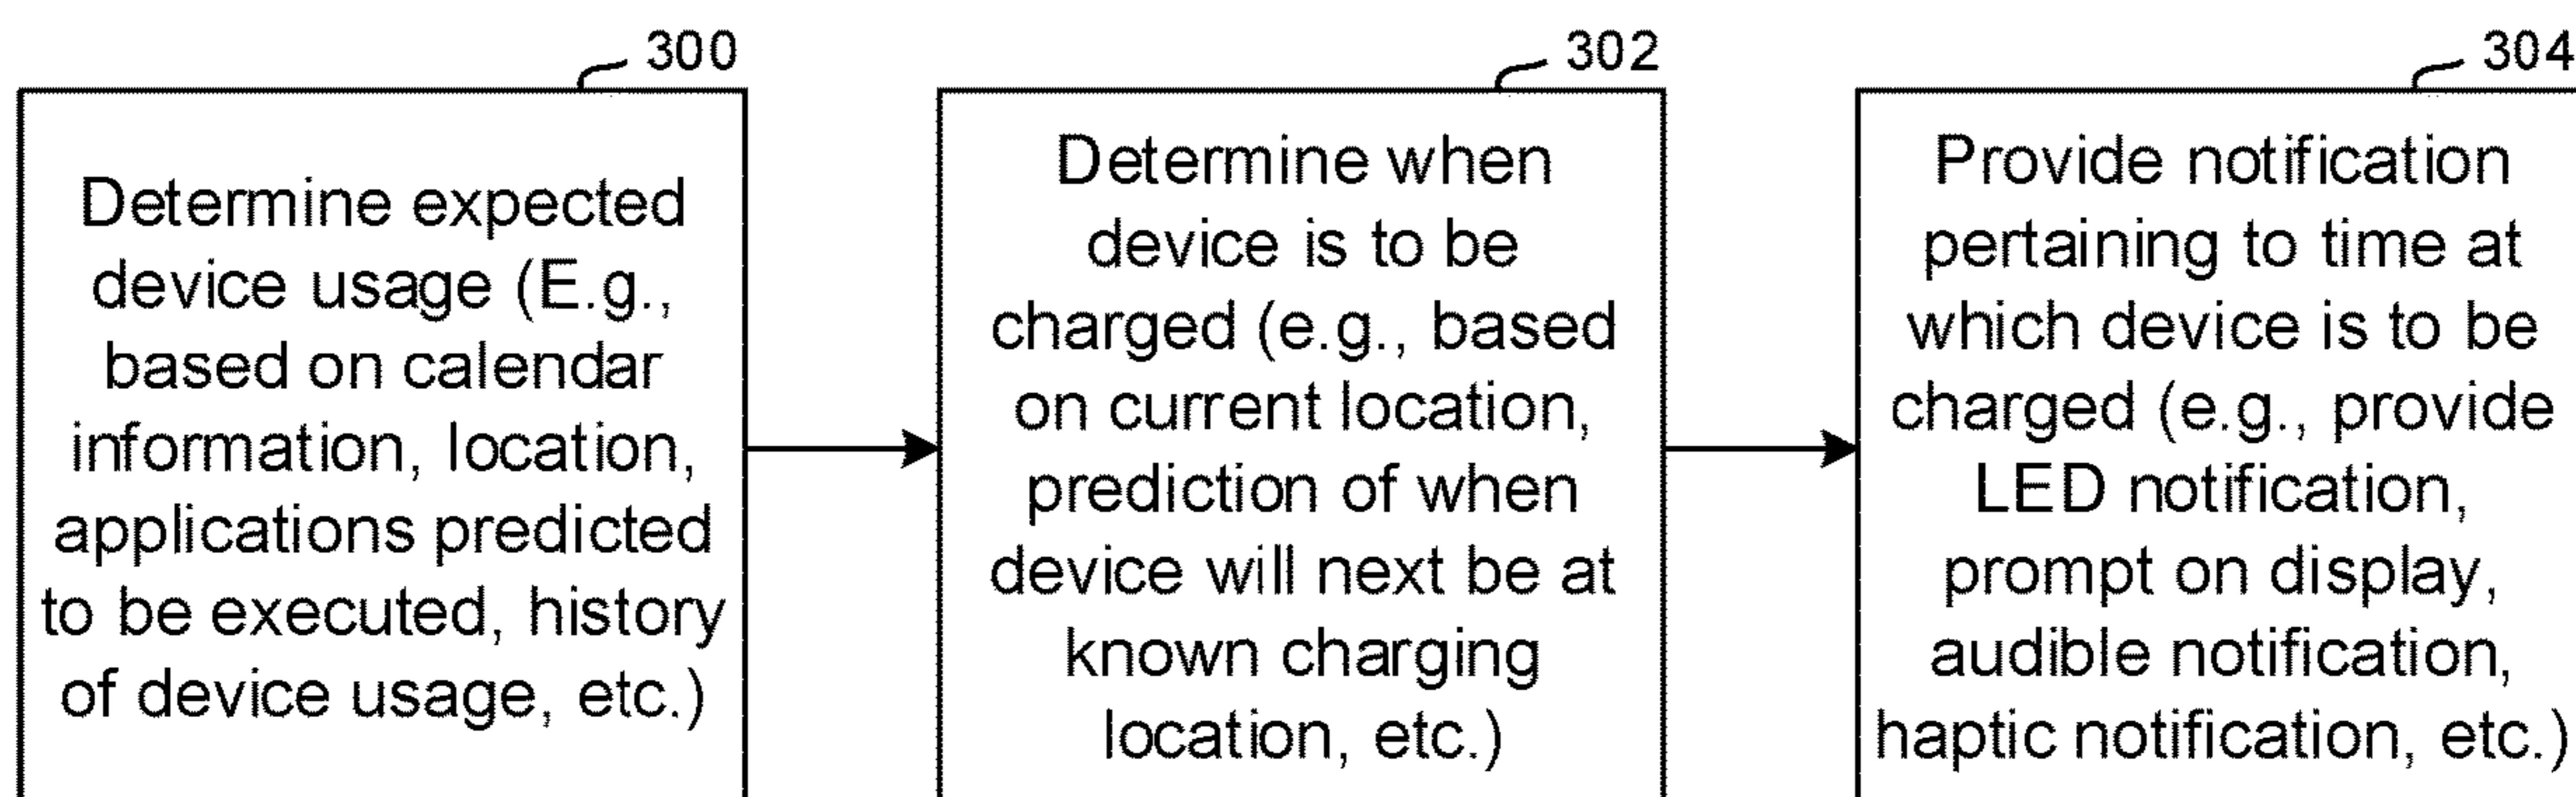 300
Determine expected
device usage (E.g.,
based on calendar
information, location,
applications predicted
to be executed, history
of device usage, etc.)
302
Determine when
device is to be
charged (e.g., based
on current location,
prediction of when
device will next be at
known charging
location, etc.)
304
Provide notification
pertaining to time at
which device is to be
charged (e.g., provide
LED notification,
prompt on display,
audible notification,
haptic notification, etc.)